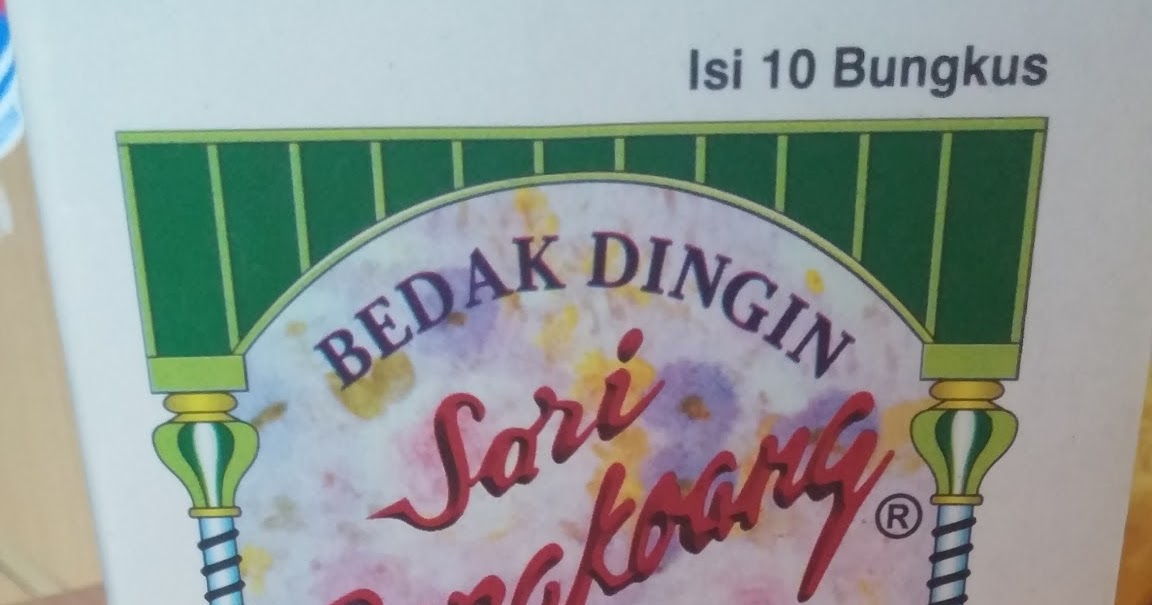 Isi 10 Bungkus
BEDAK DINGIN
Sari
®